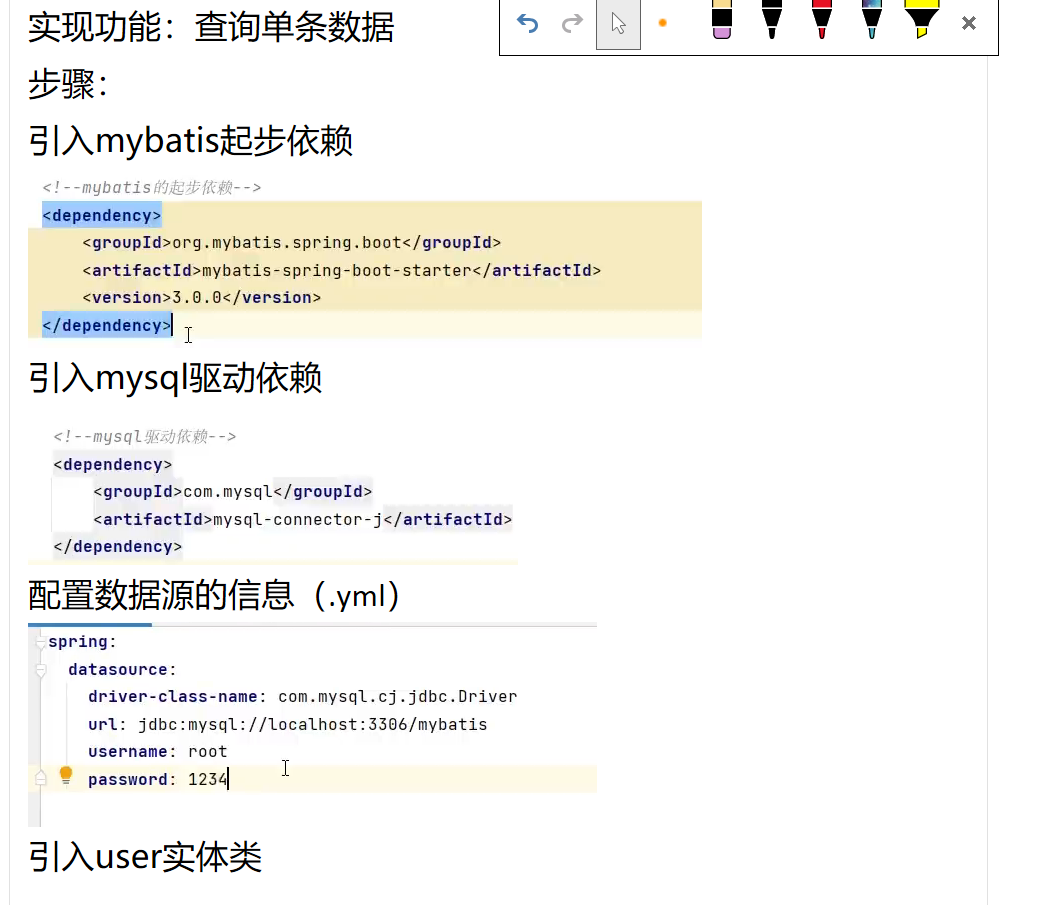 实现功能：查询单条数据
步骤：
引入mybatis起步依赖
<!--mybatis的起步依赖-->
<dependency>
    <groupId>org.mybatis.spring.boot</groupId>
    <artifactId>mybatis-spring-boot-starter</artifactId>
    <version>3.0.0</version>
</dependency>
引入mysql驱动依赖
<!--mysql驱动依赖-->
<dependency>
    <groupId>com.mysql</groupId>
    <artifactId>mysql-connector-j</artifactId>
</dependency>
配置数据源的信息（.yml）
spring:
  datasource:
    driver-class-name: com.mysql.cj.jdbc.Driver
    url: jdbc:mysql://localhost:3306/mybatis
    username: root
    password: 1234
引入user实体类